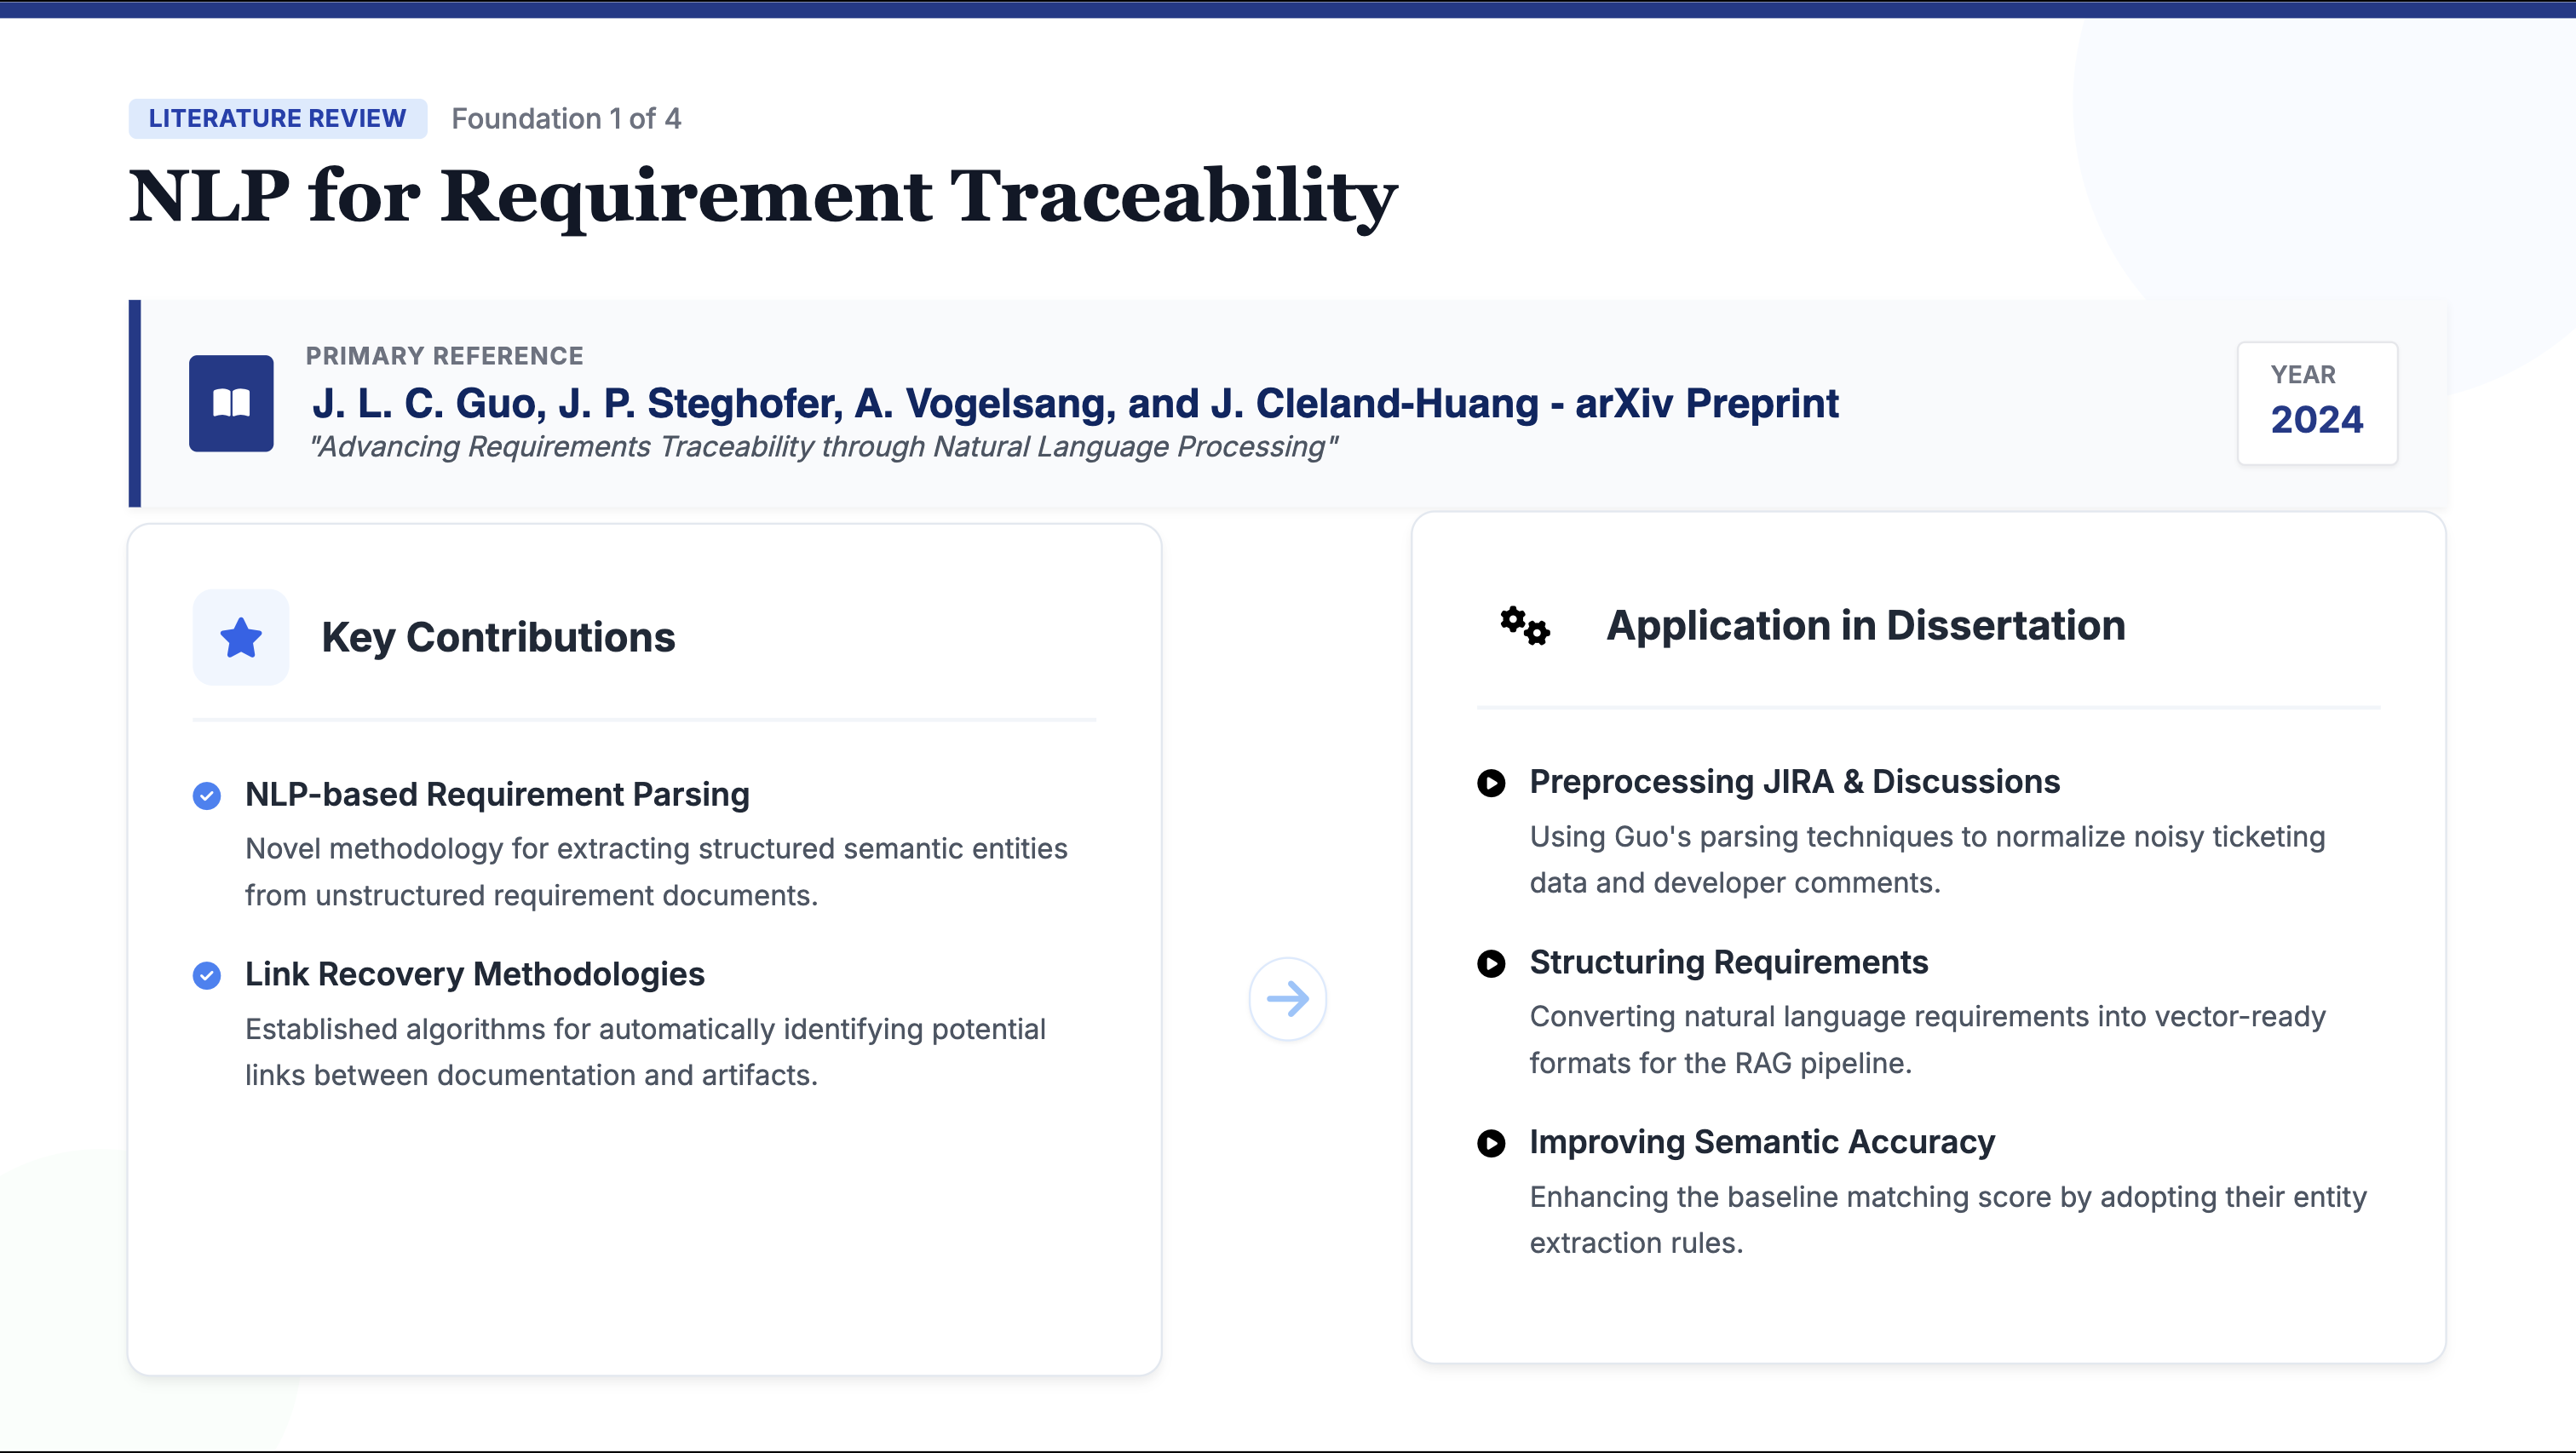 LITERATURE REVIEW Foundation 1 of 4
NLP for Requirement Traceability
PRIMARY REFERENCE
J. L. C. Guo, J. P. Steghofer, A. Vogelsang, and J. Cleland-Huang - arXiv Preprint
"Advancing Requirements Traceability through Natural Language Processing"
YEAR
2024
Key Contributions
NLP-based Requirement Parsing
Novel methodology for extracting structured semantic entities
from unstructured requirement documents.
Link Recovery Methodologies
Established algorithms for automatically identifying potential
links between documentation and artifacts.
Application in Dissertation
Preprocessing JIRA & Discussions
Using Guo's parsing techniques to normalize noisy ticketing
data and developer comments.
Structuring Requirements
Converting natural language requirements into vector-ready
formats for the RAG pipeline.
Improving Semantic Accuracy
Enhancing the baseline matching score by adopting their entity
extraction rules.